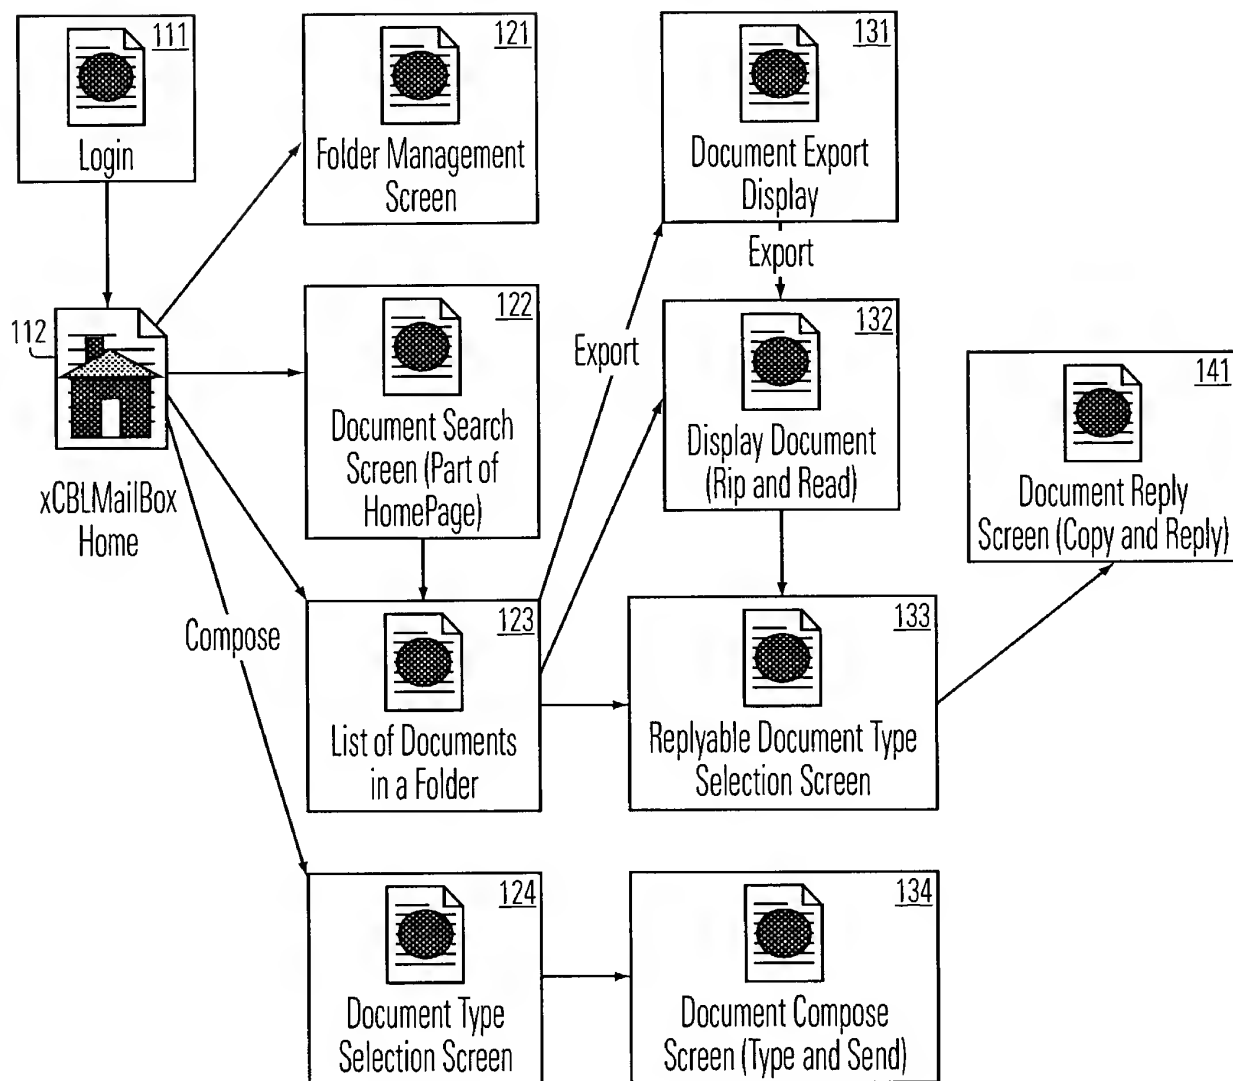 111
Login
121
Folder Management
Screen
131
Document Export
Display
Export
112
xCBLMailBox
Home
122
Document Search
Screen (Part of
HomePage)
Export
132
Display Document
(Rip and Read)
141
Document Reply
Screen (Copy and Reply)
Compose
123
List of Documents
in a Folder
133
Replyable Document Type
Selection Screen
124
Document Type
Selection Screen
134
Document Compose
Screen (Type and Send)